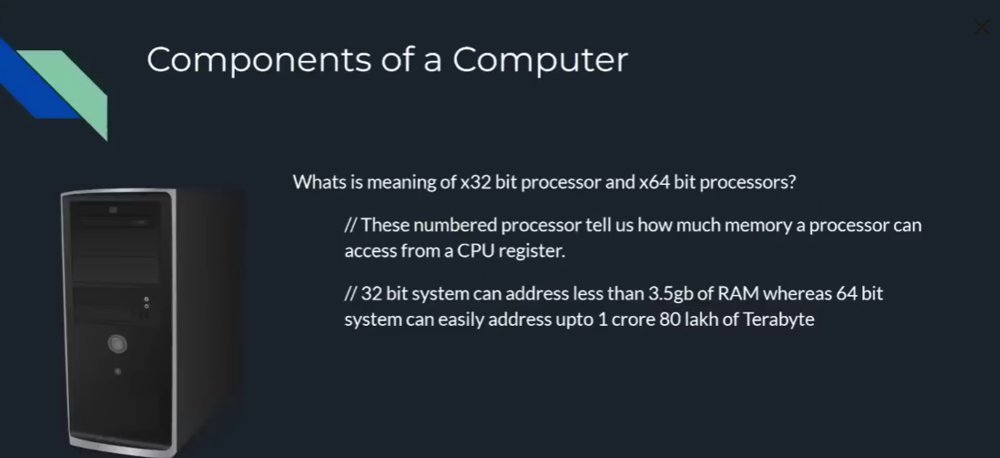 Components of a Computer
Whats is meaning of x32 bit processor and x64 bit processors?
// These numbered processor tell us how much memory a processor can
access from a CPU register.
// 32 bit system can address less than 3.5gb of RAM whereas 64 bit
system can easily address upto 1 crore 80 lakh of Terabyte